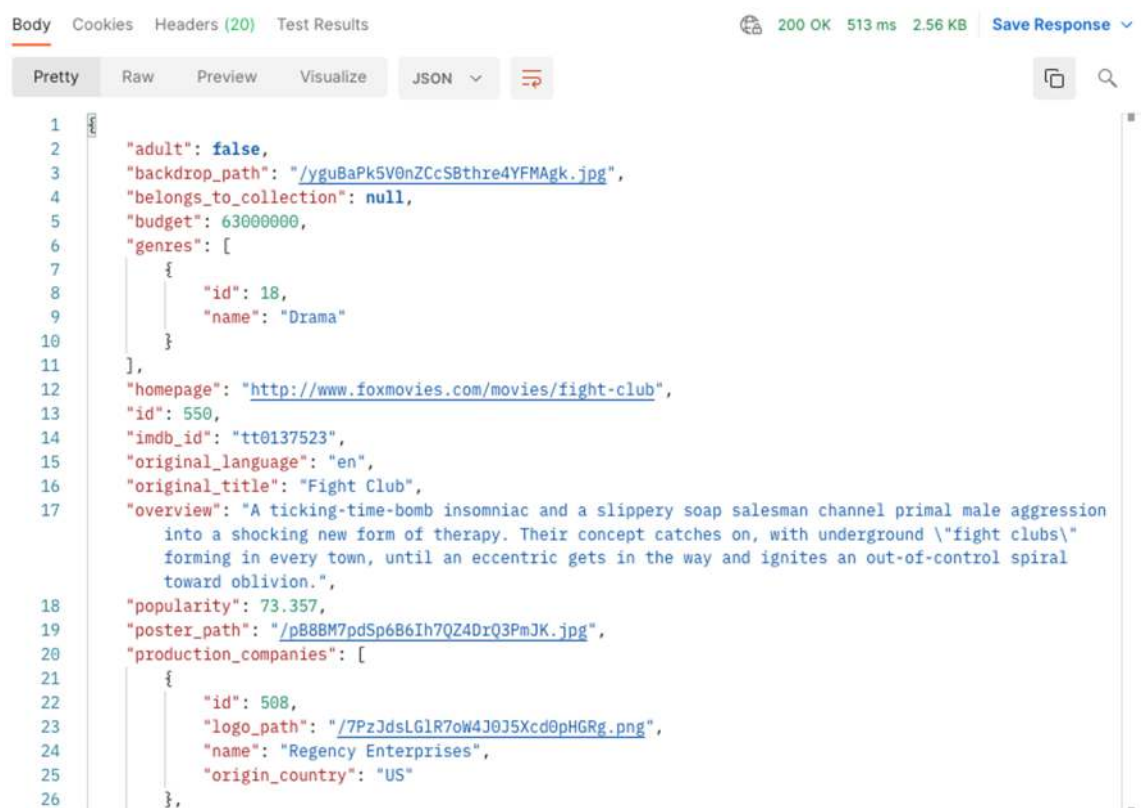 Body Cookies Headers (20) Test Results 200 OK 513 ms 2.56 KB Save Response
Pretty Raw Preview Visualize JSON
1 {
2 "adult": false,
3 "backdrop_path": "/yguBaPk5V0nZCcSBthre4YFMAgk.jpg",
4 "belongs_to_collection": null,
5 "budget": 63000000,
6 "genres": [
7 {
8 "id": 18,
9 "name": "Drama"
10 }
11 ],
12 "homepage": "http://www.foxmovies.com/movies/fight-club",
13 "id": 550,
14 "imdb_id": "tt0137523",
15 "original_language": "en",
16 "original_title": "Fight Club",
17 "overview": "A ticking-time-bomb insomniac and a slippery soap salesman channel primal male aggression
into a shocking new form of therapy. Their concept catches on, with underground \"fight clubs\"
forming in every town, until an eccentric gets in the way and ignites an out-of-control spiral
toward oblivion.",
18 "popularity": 73.357,
19 "poster_path": "/pB8BM7pdSp6B6Ih7QZ4DrQ3PmJK.jpg",
20 "production_companies": [
21 {
22 "id": 508,
23 "logo_path": "/7PzJdsLGlR7oW4J0J5Xcd0pHGRg.png",
24 "name": "Regency Enterprises",
25 "origin_country": "US"
26 },